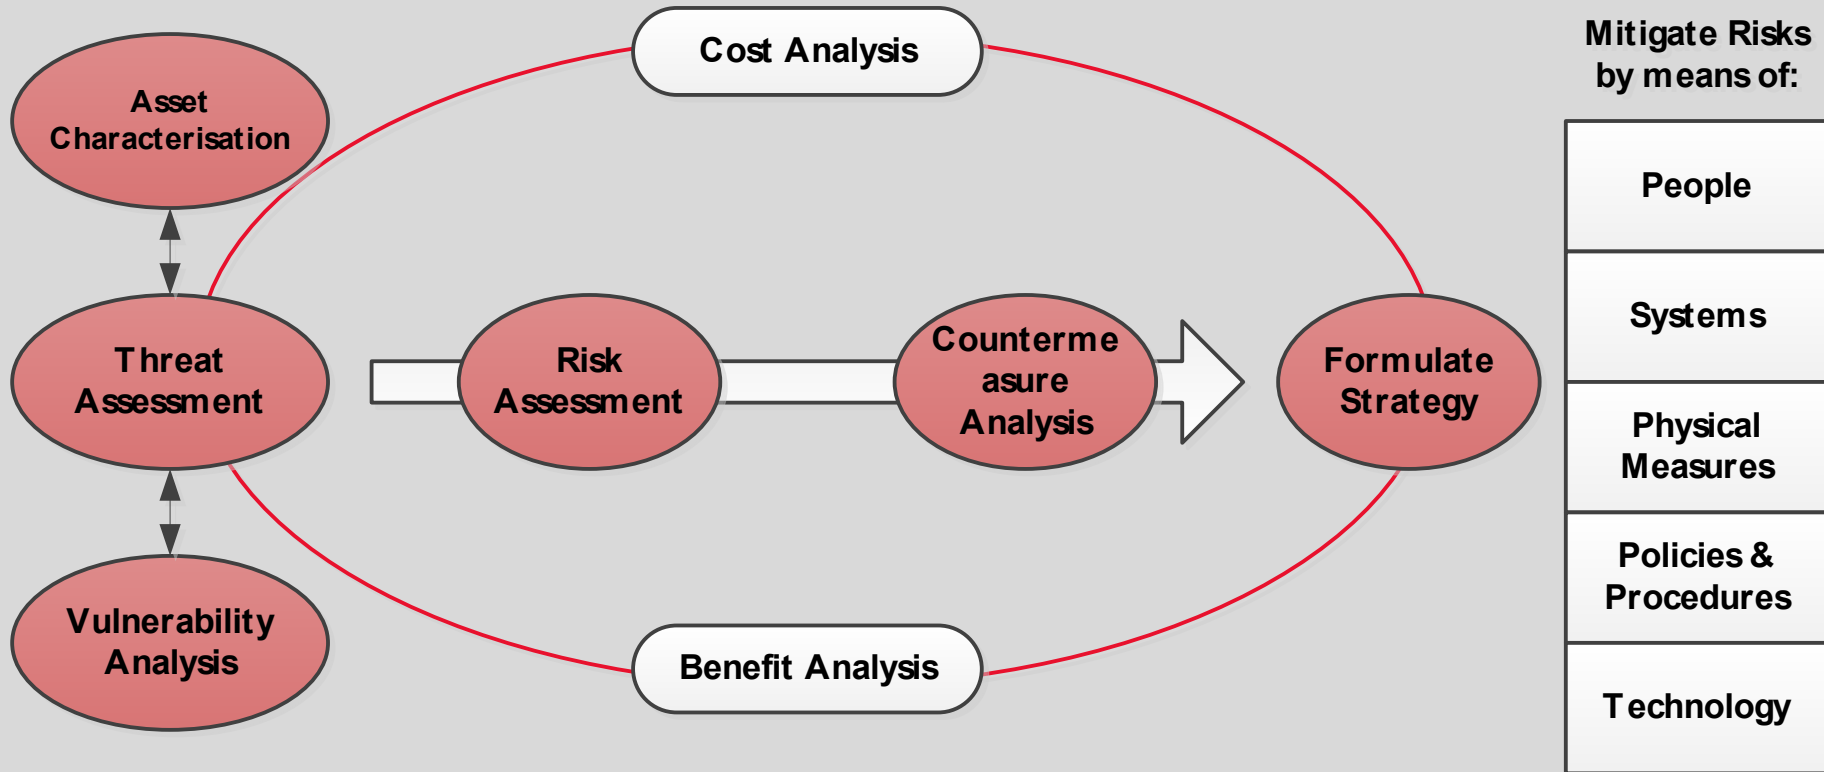 Cost Analysis
Mitigate Risks
by means of:
Asset
Characterisation
People
Systems
Threat
Assessment
Risk
Assessment
Counterme
asure
Analysis
Formulate
Strategy
Physical
Measures
Policies &
Procedures
Vulnerability
Analysis
Benefit Analysis
Technology